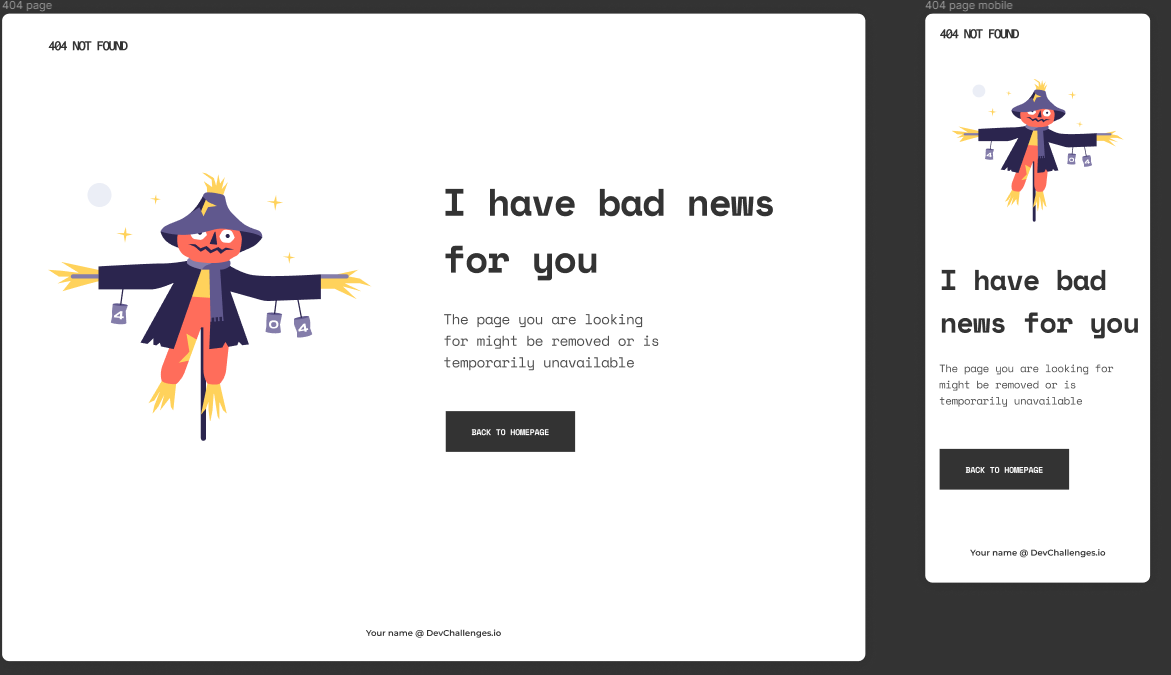 404 page
404 NOT FOUND
4
0
4
I have bad news
for you
The page you are looking
for might be removed or is
temporarily unavailable
BACK TO HOMEPAGE
Your name @ DevChallenges.io
404 page mobile
404 NOT FOUND
4
0
4
I have bad
news for you
The page you are looking for
might be removed or is
temporarily unavailable
BACK TO HOMEPAGE
Your name @ DevChallenges.io